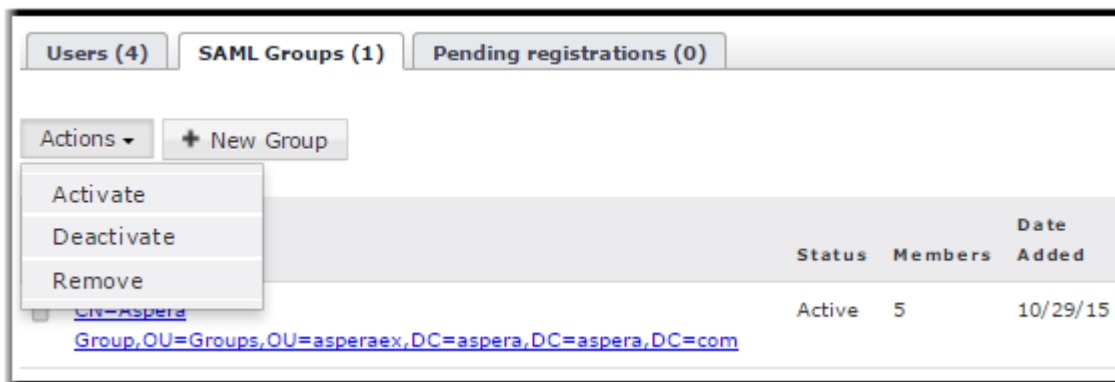 Users (4) SAML Groups (1) Pending registrations (0)
Actions + New Group
Activate
Deactivate
Remove
Date
Status Members Added
CN=Aspera Active 5 10/29/15
Group,OU=Groups,OU=asperaex,DC=aspera,DC=aspera,DC=com